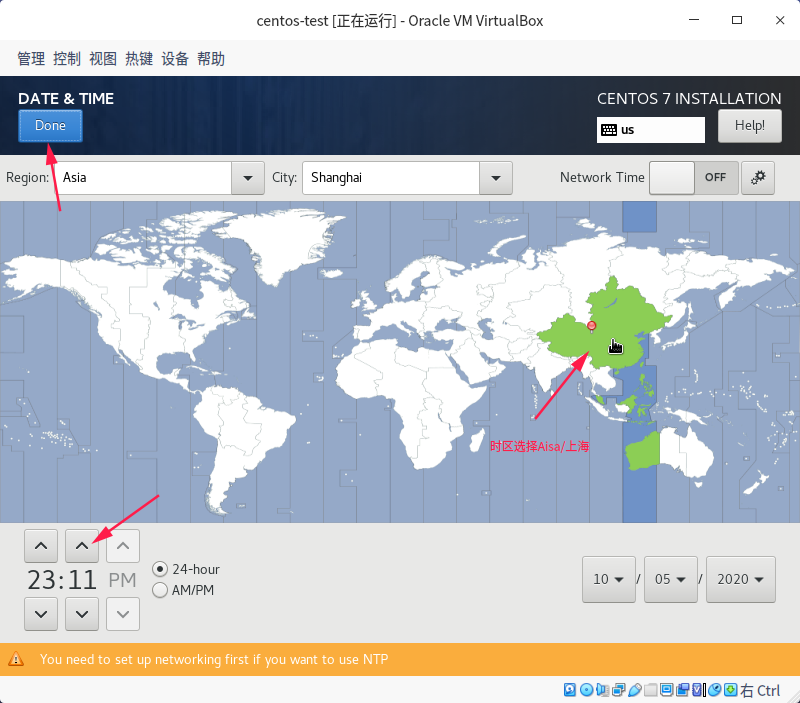 centos-test [正在运行] - Oracle VM VirtualBox
管理 控制 视图 热键 设备 帮助
DATE & TIME
CENTOS 7 INSTALLATION
Done
us
Help!
Region: Asia City: Shanghai Network Time OFF
时区选择Aisa/上海
23:11 PM
24-hour
AM/PM
10 / 05 / 2020
You need to set up networking first if you want to use NTP
右 Ctrl